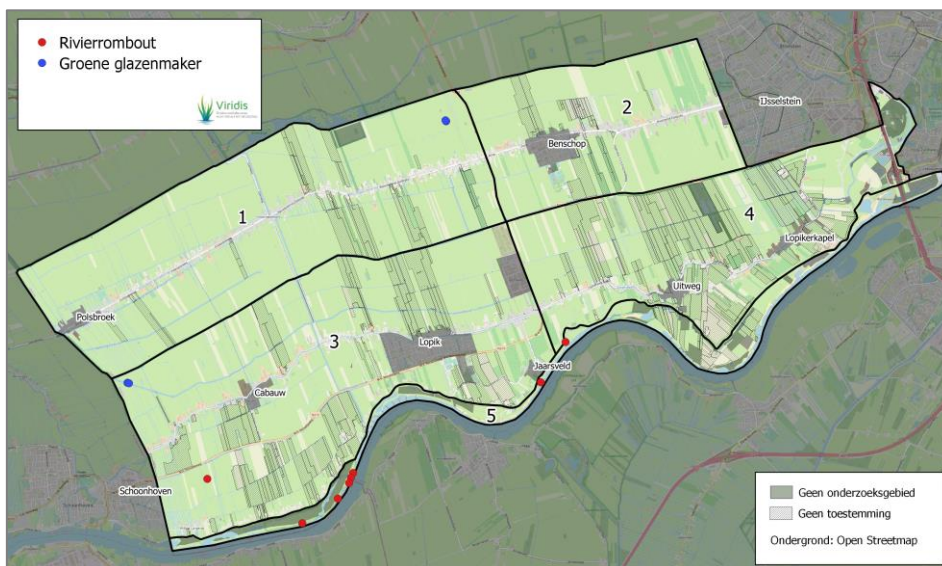 Rivierrombout
Groene glazenmaker
Viridis
IJsselstein
2
Benschop
1
4
Lopikerkapel
Polsbroek
Uitweg
3
Lopik
Jaarsveld
Cabauw
5
Schoonhoven
Geen onderzoeksgebied
Geen toestemming
Ondergrond: Open Streetmap